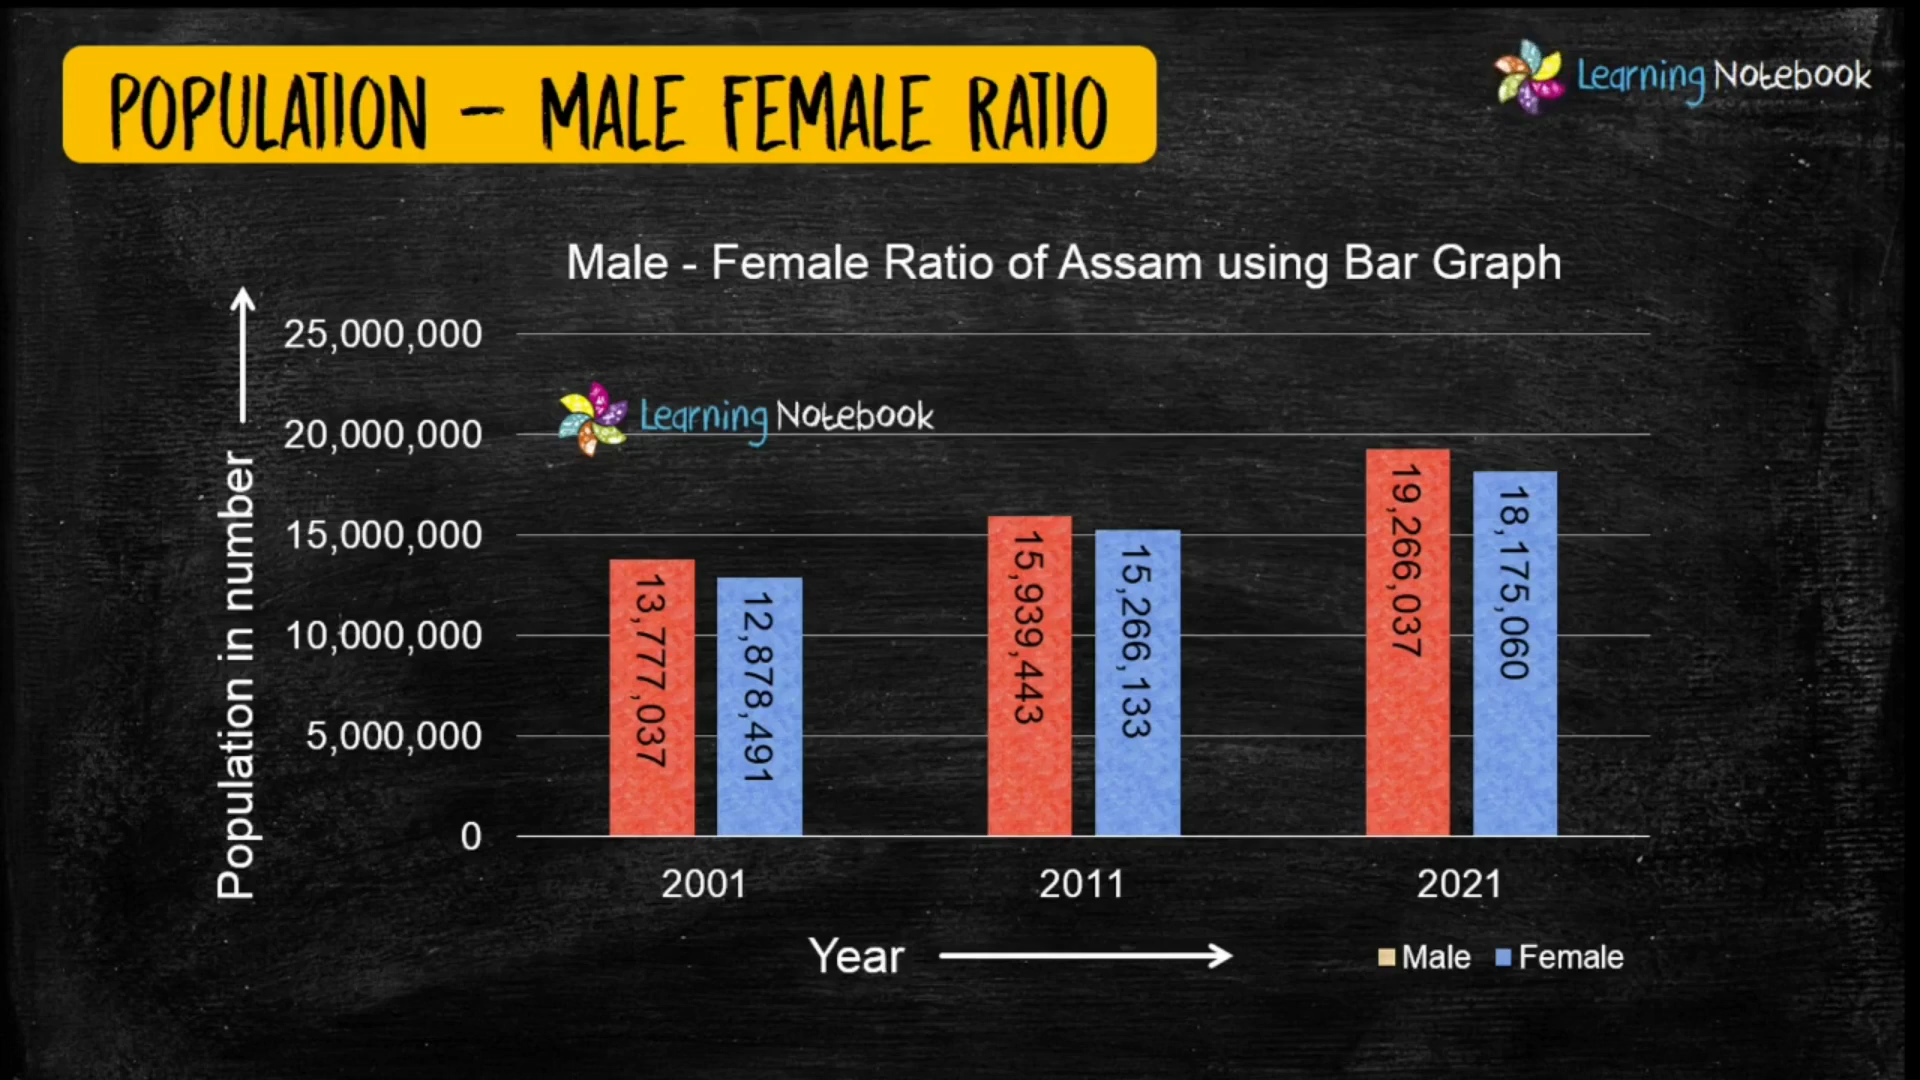 POPULATION – MALE FEMALE RATIO
Learning Notebook
Male - Female Ratio of Assam using Bar Graph
25,000,000
20,000,000
15,000,000
10,000,000
5,000,000
0
Population in number
Learning Notebook
13,777,037
12,878,491
15,939,443
15,266,133
19,266,037
18,175,060
2001
2011
2021
Year
Male
Female